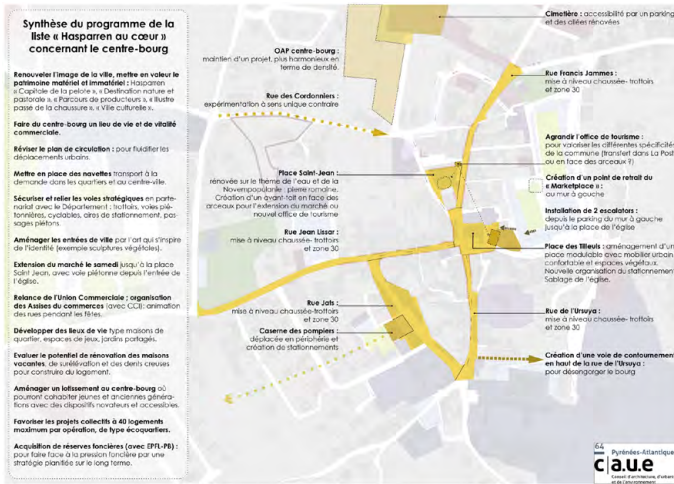 Synthèse du programme de la
liste « Hasparren au cœur »
concernant le centre-bourg
Renouveler l'image de la ville, mettre en valeur le
patrimoine matériel et immatériel : Hasparren
« Capitale de la pelote », « Destination nature et
pastorale », « Parcours de producteurs », « illustre
passé de la chaussure », « Ville culturelle ».
Faire du centre-bourg un lieu de vie et de vitalité
commerciale.
Réviser le plan de circulation : pour fluidifier les
déplacements urbains.
Mettre en place des navettes transport à la
demande dans les quartiers et au centre-ville.
Sécuriser et relier les voies stratégiques en parte-
nariat avec le Département : trottoirs, voies pié-
tonnières, cyclables, aires de stationnement, pas-
sages piétons.
Aménager les entrées de ville par l'art qui s'inspire
de l'identité (exemple sculptures végétales).
Extension du marché le samedi jusqu'à la place
Saint Jean, avec voie piétonne depuis l'entrée de
l'église.
Relance de l'Union Commerciale ; organisation
des Assises du commerces (avec CCI); animation
des rues pendant les fêtes.
Développer des lieux de vie type maisons de
quartier, espaces de jeux, jardins partagés.
Evaluer le potentiel de rénovation des maisons
vacantes, de surélévation et des dents creuses
pour construire du logement.
Aménager un lotissement au centre-bourg où
pourront cohabiter jeunes et anciennes généra-
tions avec des dispositifs novateurs et accessibles.
Favoriser les projets collectifs à 40 logements
maximum par opération, de type écoquartiers.
Acquisition de réserves foncières (avec EPFL-PB) :
pour faire face à la pression foncière par une
stratégie planifiée sur le long terme.
OAP centre-bourg :
maintien d'un projet, plus harmonieux en
terme de densité.
Rue des Cordonniers :
expérimentation à sens unique contraire
Place Saint-Jean :
rénovée sur le thème de l'eau et de la
Novempopulanie : pierre romaine.
Création d'un avant-toit en face des
arceaux pour l'extension du marché ou
nouvel office de tourisme
Rue Jean Lissar :
mise à niveau chaussée- trottoirs
et zone 30
Rue Jats :
mise à niveau chaussée-trottoirs
et zone 30
Caserne des pompiers :
déplacée en périphérie et
création de stationnements
Cimetière : accessibilité par un parking
et des allées rénovées
Rue Francis Jammes :
mise à niveau chaussée- trottoirs
et zone 30
Agrandir l'office de tourisme :
pour valoriser les différentes spécificités
de la commune (transfert dans La Poste
ou en face des arceaux ?)
Création d'un point de retrait du
« Marketplace » :
au mur à gauche
Installation de 2 escalators :
depuis le parking du mur à gauche
jusqu'à la place de l'église
Place des Tilleuls : aménagement d'une
place modulable avec mobilier urbain
confortable et espaces végétaux.
Nouvelle organisation du stationnement.
Sablage de l'église.
Rue de l'Ursuya :
mise à niveau chaussée- trottoirs
et zone 30
Création d'une voie de contournement
en haut de la rue de l'Ursuya :
pour désengorger le bourg
64
Pyrénées-Atlantiques
c|a.u.e
Conseil d'architecture, d'urbanisme
et de l'environnement